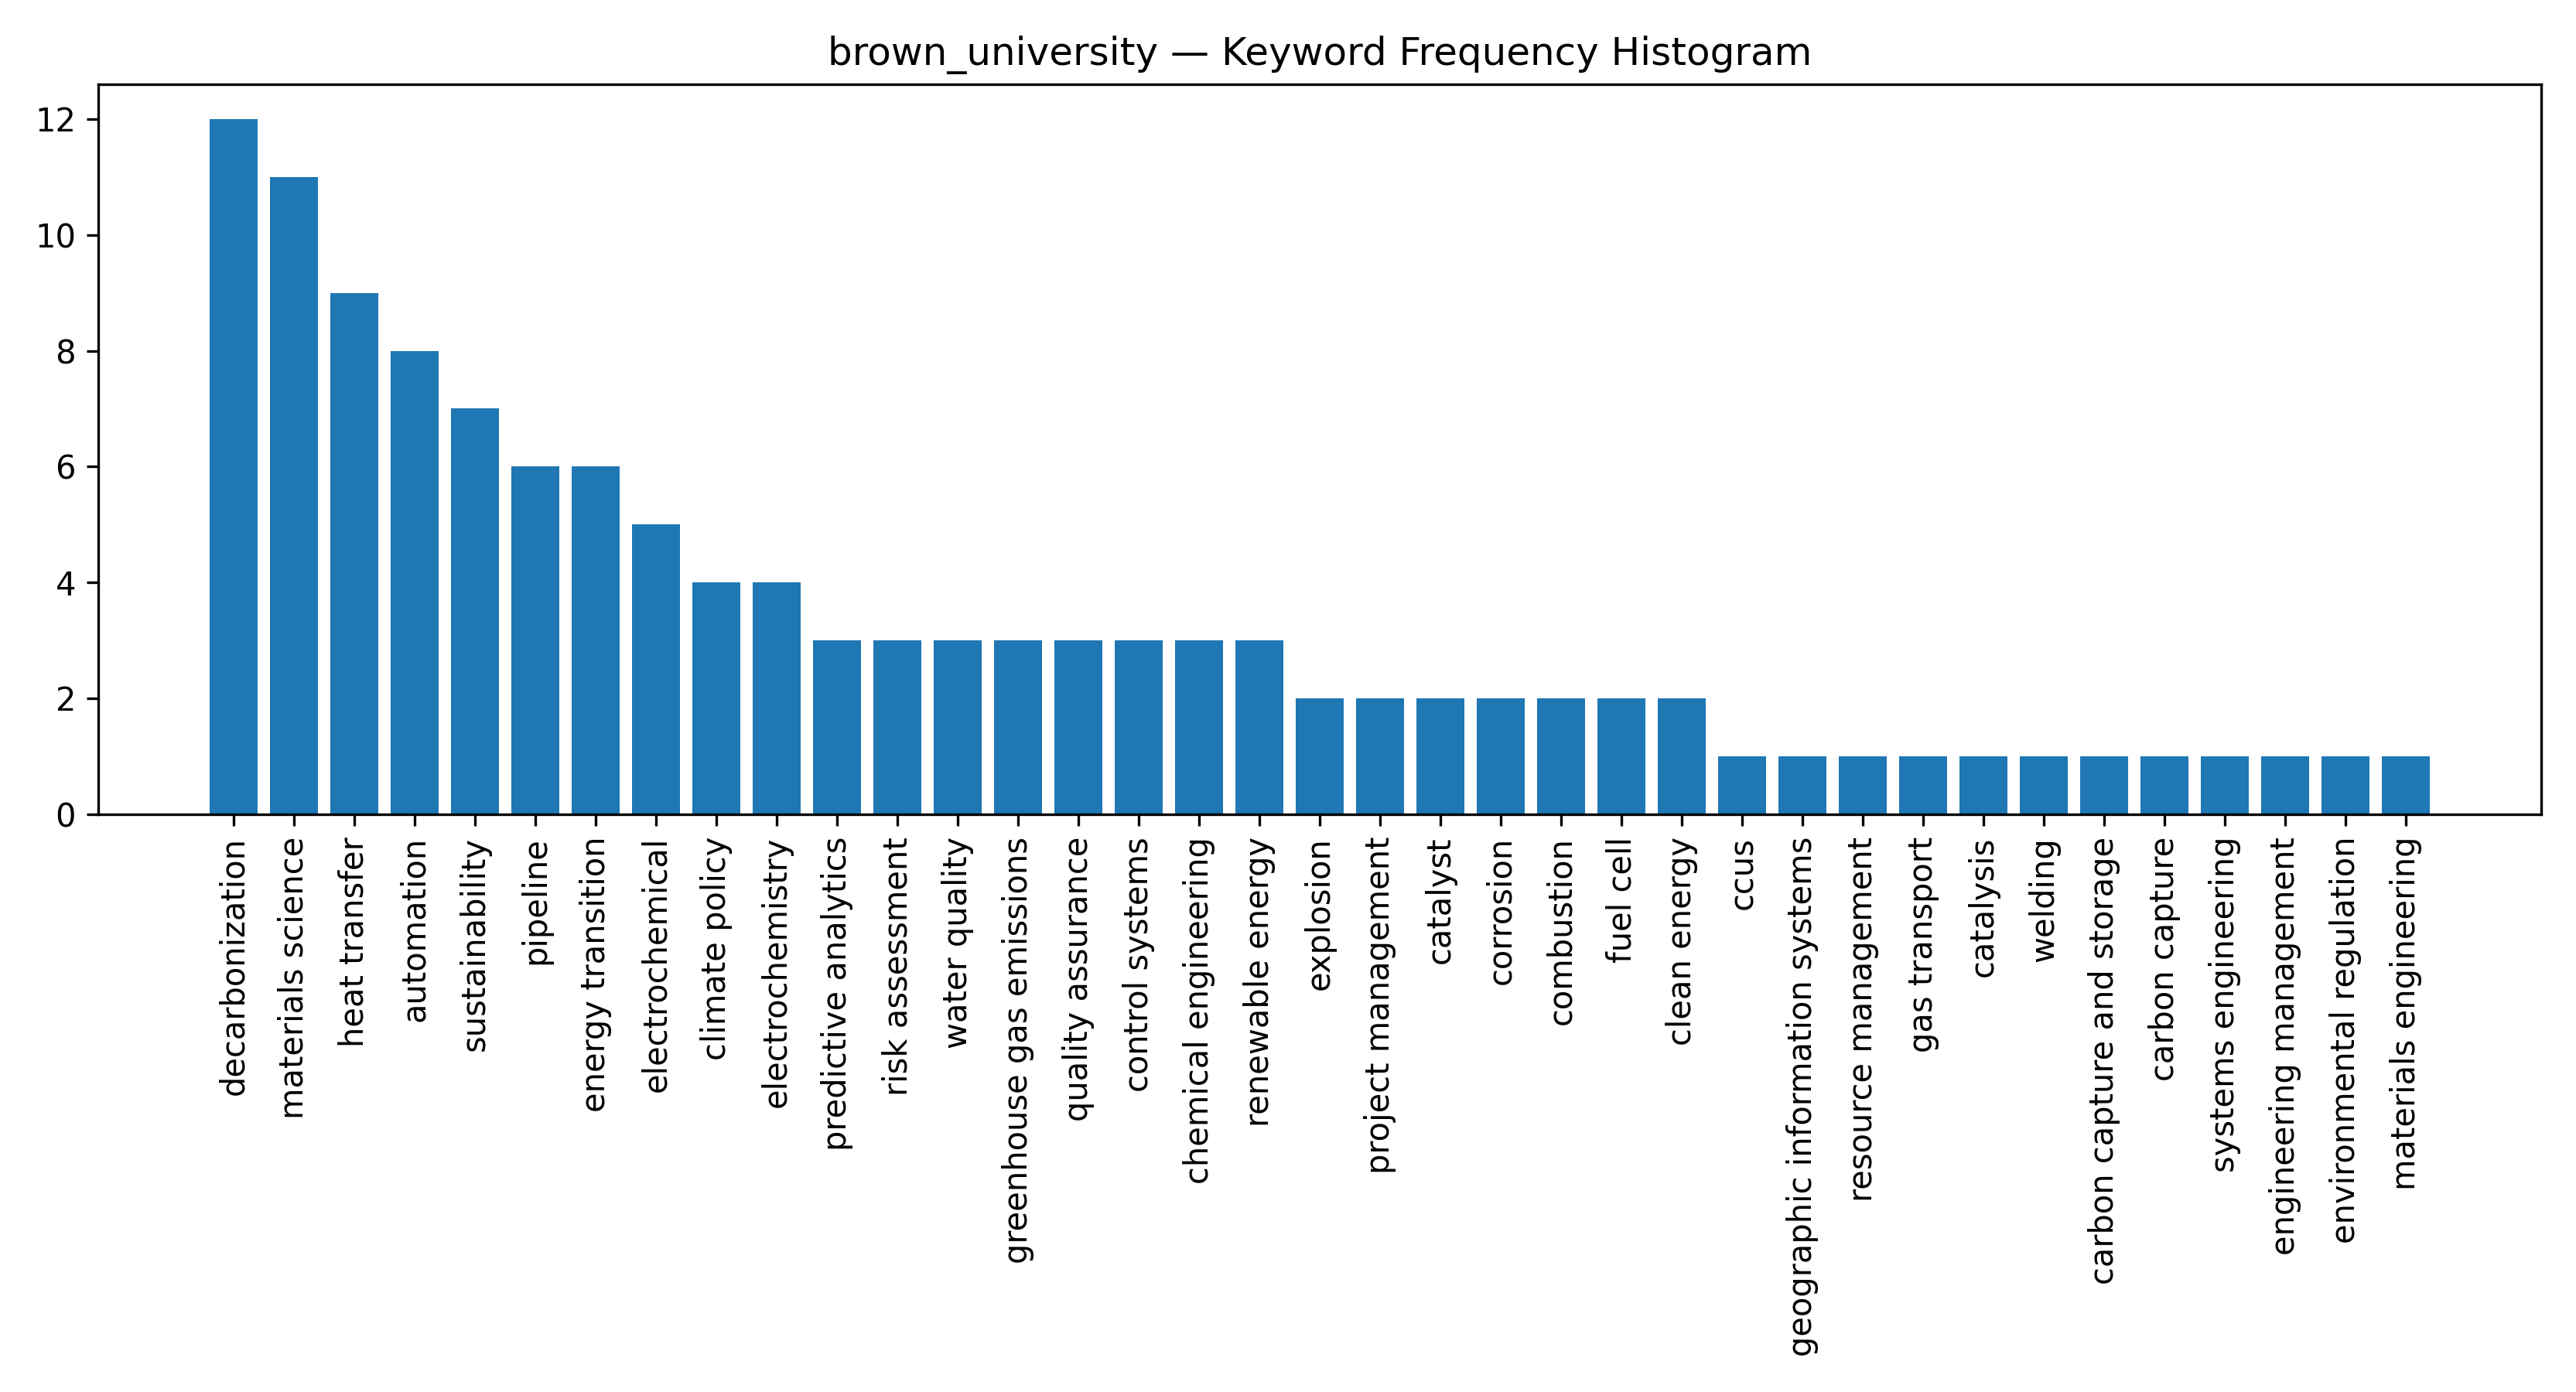 brown_university — Keyword Frequency Histogram
12
10
8
6
4
2
0
decarbonization
materials science
heat transfer
automation
sustainability
pipeline
energy transition
electrochemical
climate policy
electrochemistry
predictive analytics
risk assessment
water quality
greenhouse gas emissions
quality assurance
control systems
chemical engineering
renewable energy
explosion
project management
catalyst
corrosion
combustion
fuel cell
clean energy
ccus
geographic information systems
resource management
gas transport
catalysis
welding
carbon capture and storage
carbon capture
systems engineering
engineering management
environmental regulation
materials engineering